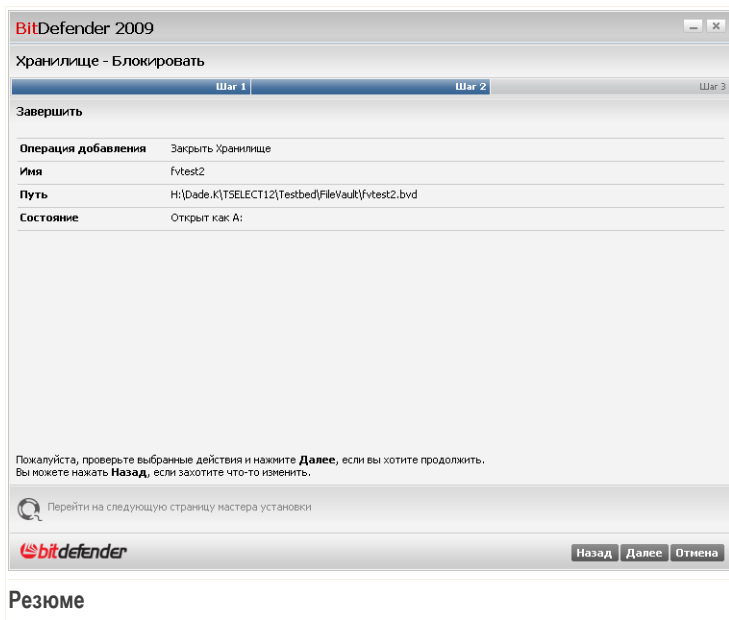 BitDefender 2009
Хранилище - Блокировать
Шаг 1 Шаг 2 Шаг 3
Завершить
Операция добавления Закрыть Хранилище
Имя fvtest2
Путь H:\Dade.K\TSELECT12\Testbed\FileVault\fvtest2.bvd
Состояние Открыт как A:
Пожалуйста, проверьте выбранные действия и нажмите Далее, если вы хотите продолжить.
Вы можете нажать Назад, если захотите что-то изменить.
Перейти на следующую страницу мастера установки
bitdefender
Назад Далее Отмена
Резюме